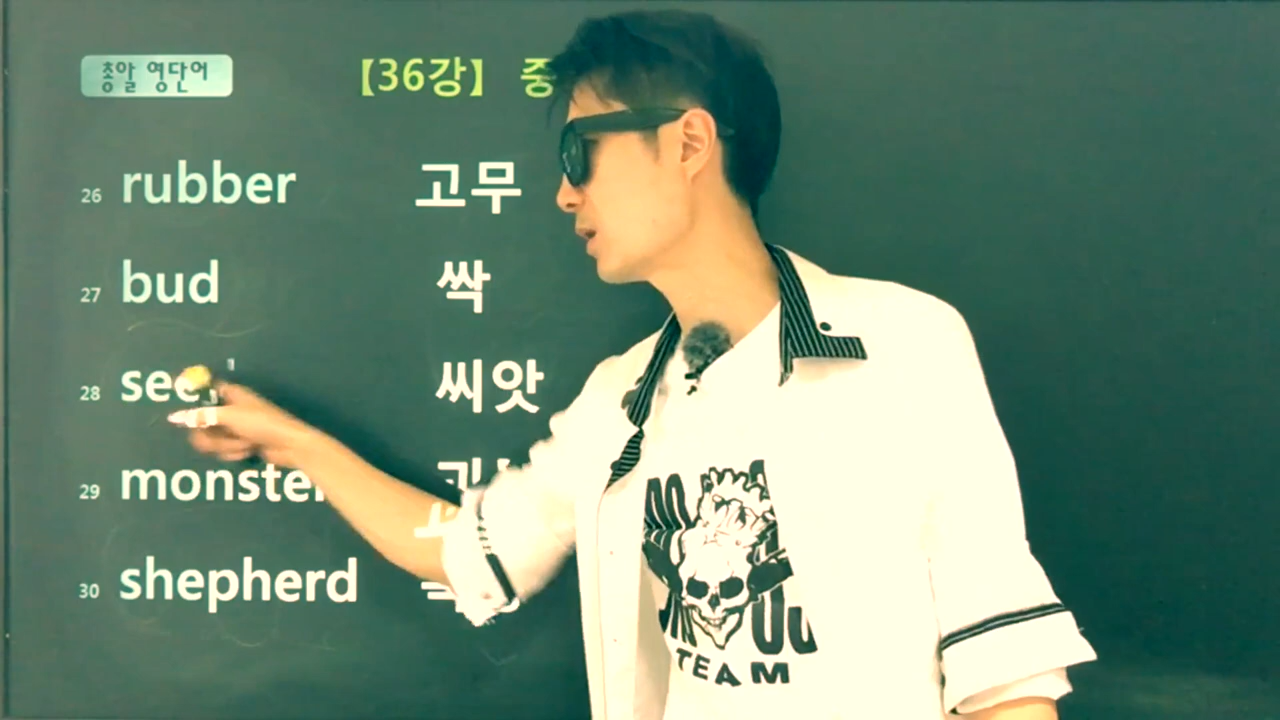 총알 영단어
【36강】 중
26 rubber 고무
27 bud 싹
28 씨앗
29
30 shepherd
TEAM